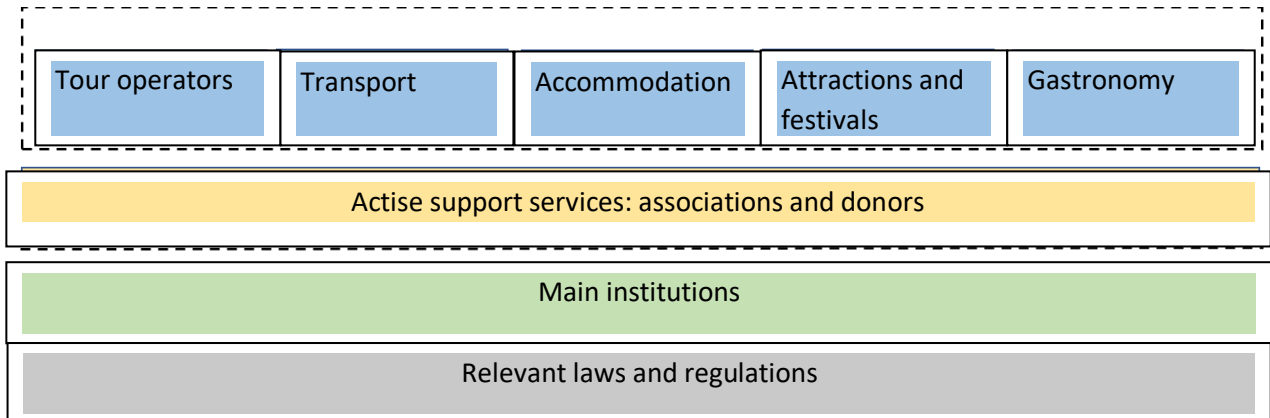 Tour operators
Transport
Accommodation
Attractions and
festivals
Gastronomy
Actise support services: associations and donors
Main institutions
Relevant laws and regulations